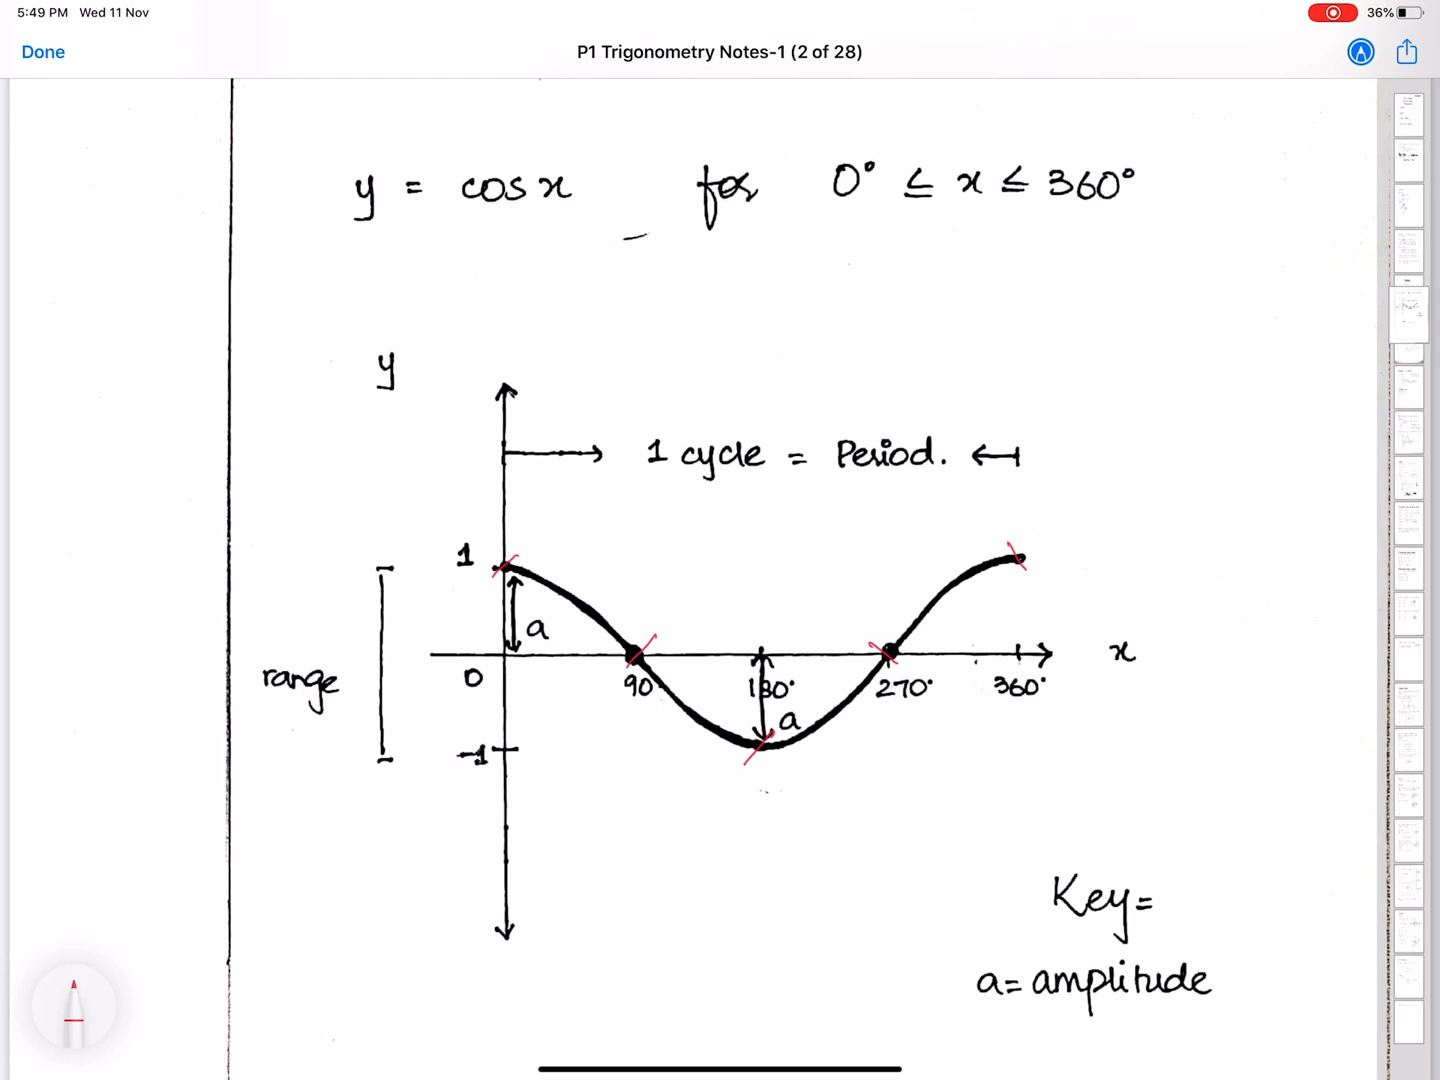 5:49 PM Wed 11 Nov
36%
Done
P1 Trigonometry Notes-1 (2 of 28)
y = cos x for 0° ≤ x ≤ 360°
y
1 cycle = Period.
1
a
range
0
90°
180°
270°
360°
x
a
-1
Key=
a= amplitude